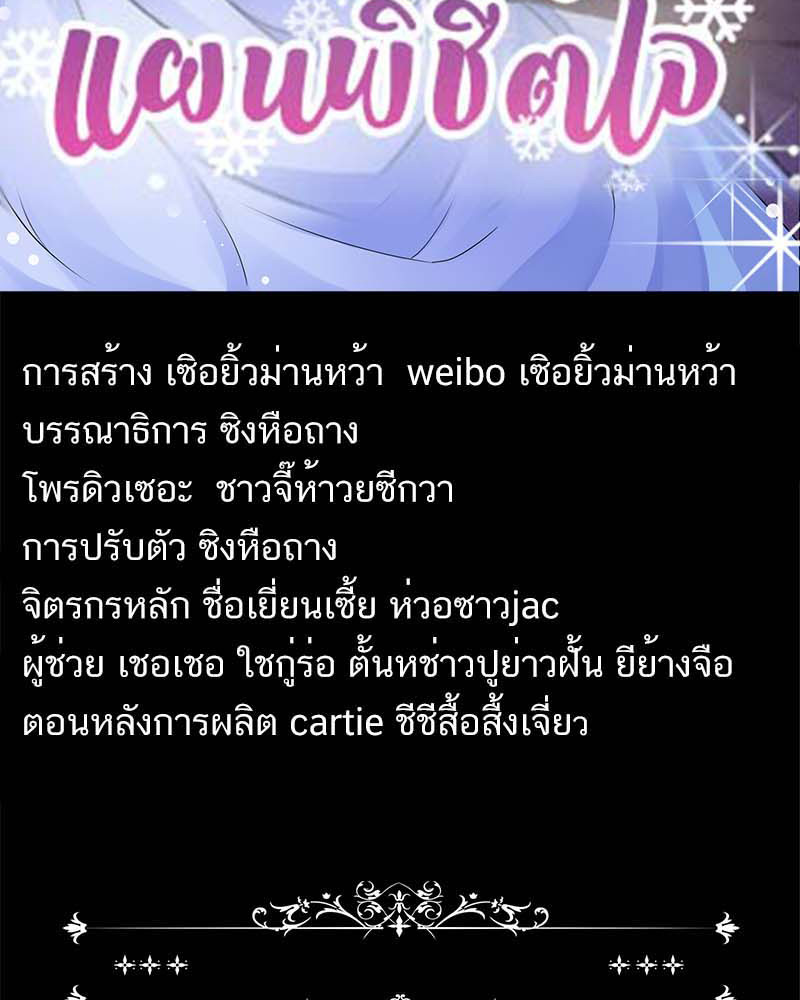 แผนพิชิตใจ
การสร้าง เซิอยิ้วม่านหว้า weibo เซิอยิ้วม่านหว้า
บรรณาธิการ ซิงหือถาง
โพรดิวเซอะ ชาวจี๊ห้าวยซีกวา
การปรับตัว ซิงหือถาง
จิตรกรหลัก ชื่อเยี่ยนเซี้ย ห่วอซาวjac
ผู้ช่วย เชอเชอ ใชกู่ร่อ ตั้นหช่าวปูย่าวฝั้น ยีย้างจือ
ตอนหลังการผลิต cartie ชีชีสื้อสิ้งเจี่ยว